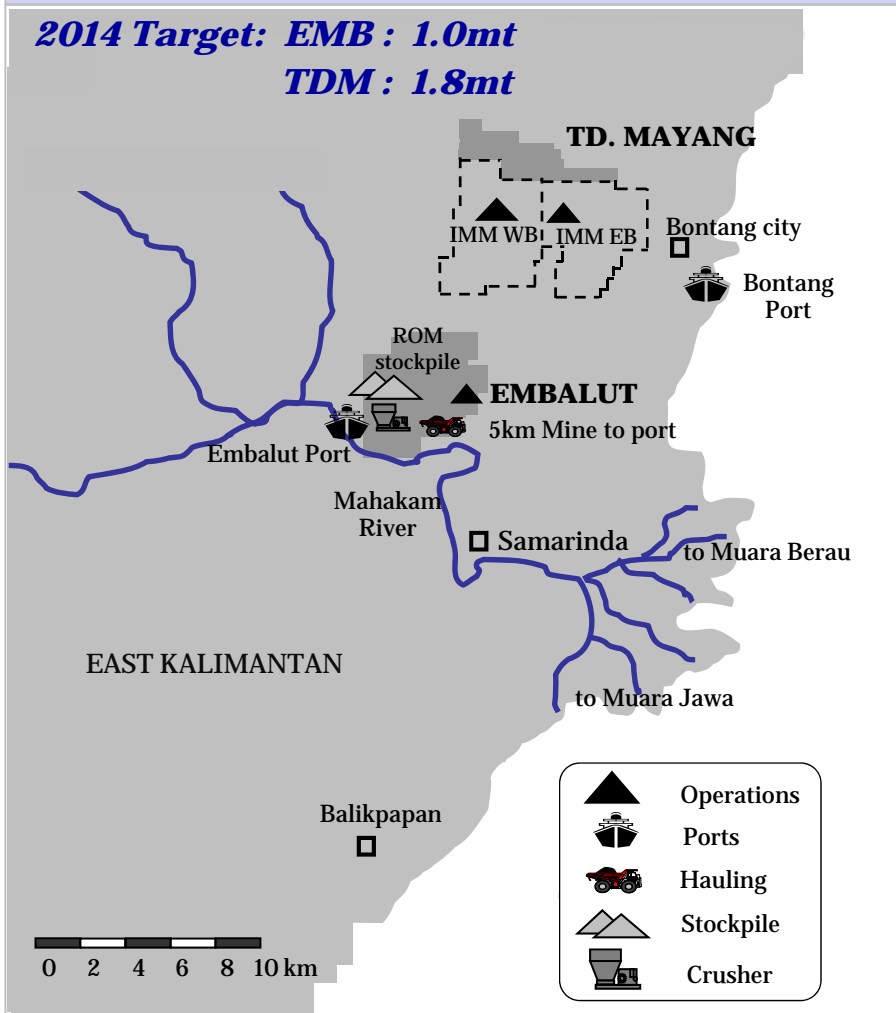 2014 Target: EMB : 1.0mt
TDM : 1.8mt
TD. MAYANG
IMM WB
IMM EB
Bontang city
Bontang
Port
ROM
stockpile
EMBALUT
5km Mine to port
Embalut Port
Mahakam
River
Samarinda
to Muara Berau
EAST KALIMANTAN
to Muara Jawa
Balikpapan
Operations
Ports
Hauling
Stockpile
Crusher
0 2 4 6 8 10 km